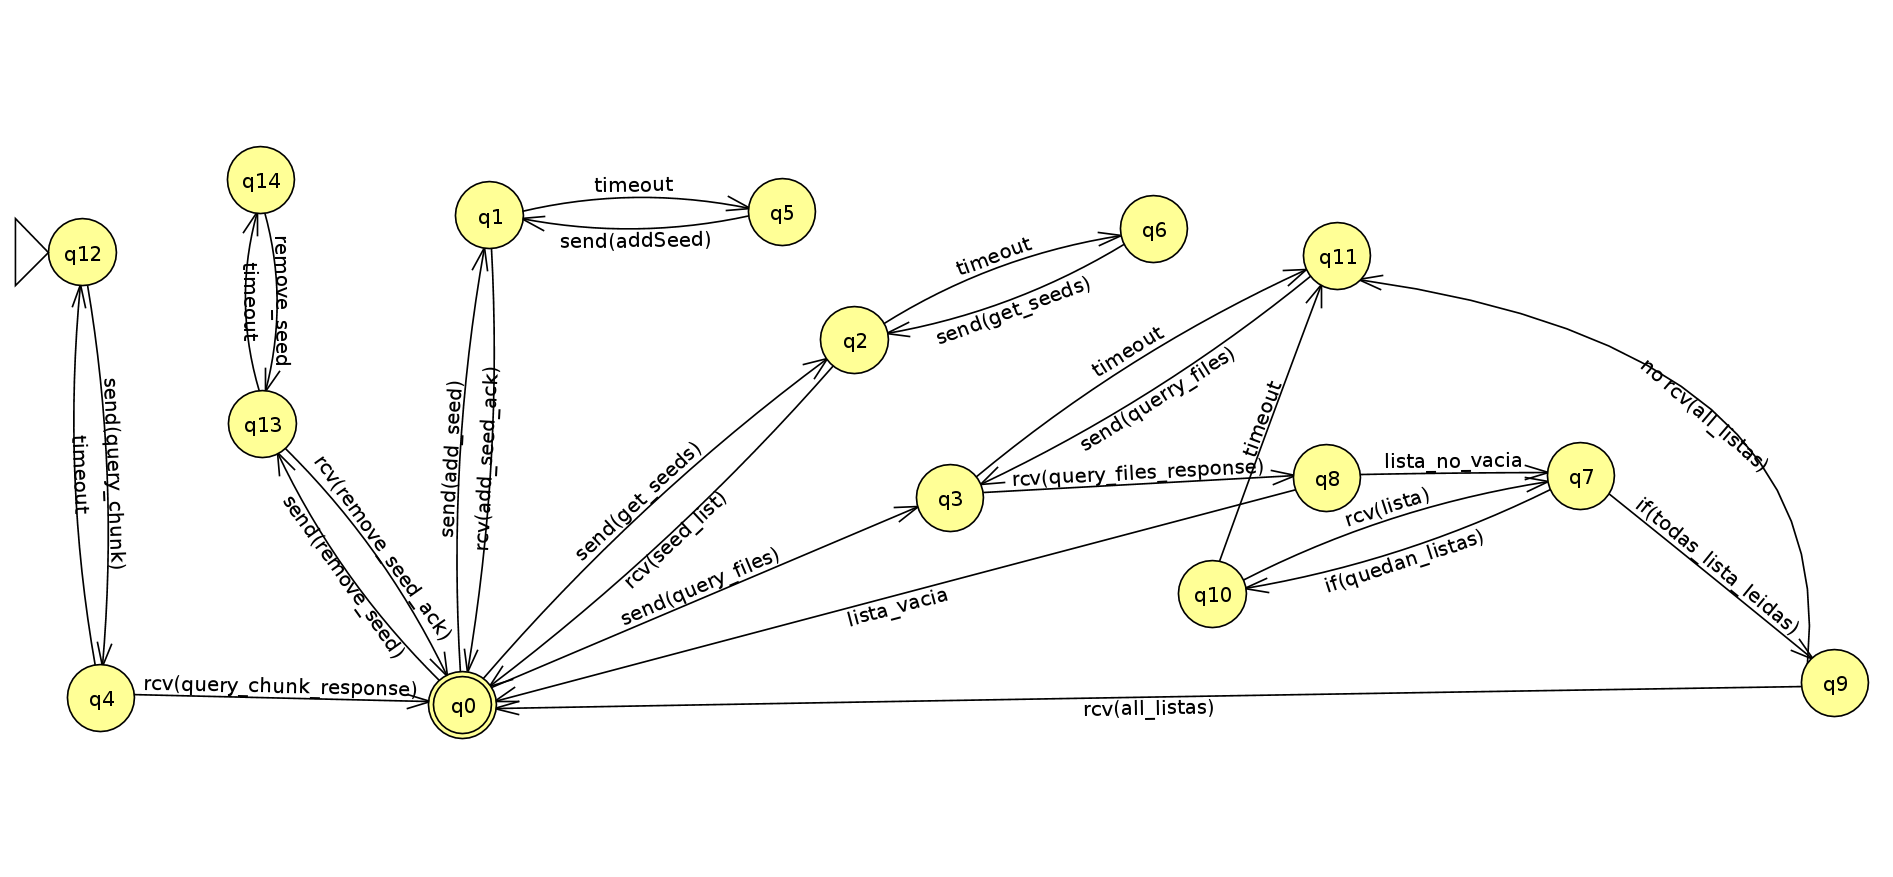 q14
q12
q1
timeout
q5
send(addSeed)
q6
timeout
send(get_seeds)
q11
remove_seed
timeout
q2
timeout
send(querry_files)
no rcv(all_listas)
q13
timeout
send(query_chunk)
rcv(remove_seed_ack)
send(remove_seed)
send(add_seed)
rcv(add_seed_ack)
send(get_seeds)
rcv(seed_list)
q3
rcv(query_files_response)
timeout
q8
lista_no_vacia
q7
rcv(lista)
if(quedan_listas)
if(todas_lista_leidas)
send(query_files)
lista_vacia
q10
q4
rcv(query_chunk_response)
q0
rcv(all_listas)
q9